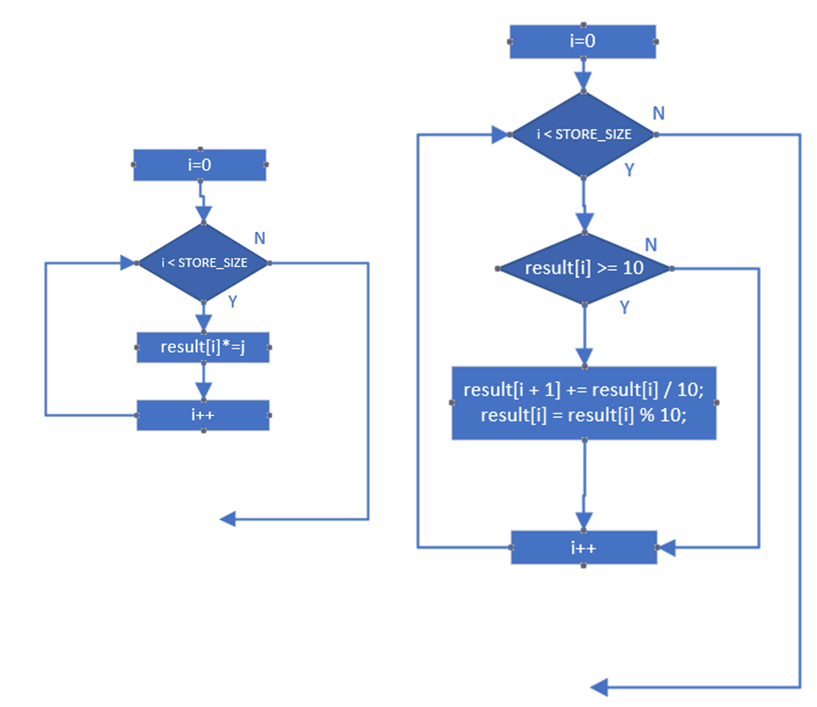 i=0
i < STORE_SIZE
N
Y
result[i]*=j
i++
i=0
i < STORE_SIZE
N
Y
result[i] >= 10
N
Y
result[i + 1] += result[i] / 10;
result[i] = result[i] % 10;
i++